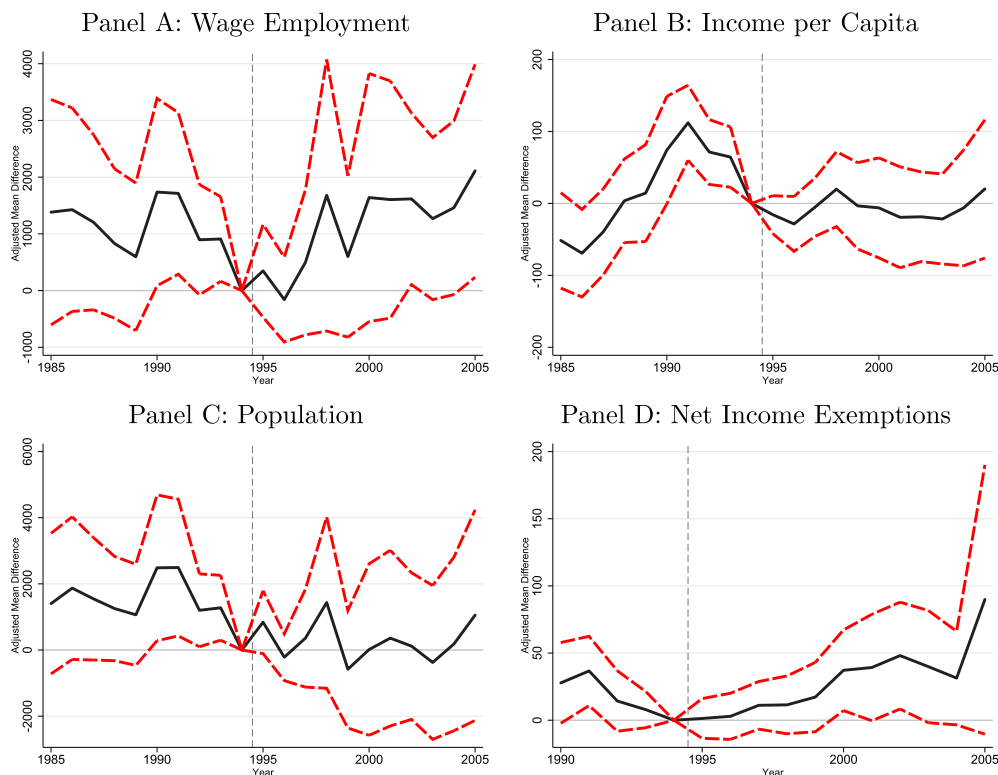 Panel A: Wage Employment
Adjusted Mean Difference
4000
3000
2000
1000
0
-1000
1985 1990 1995 2000 2005
Year
Panel B: Income per Capita
Adjusted Mean Difference
200
100
0
-100
-200
1985 1990 1995 2000 2005
Year
Panel C: Population
Adjusted Mean Difference
6000
4000
2000
0
-2000
1985 1990 1995 2000 2005
Year
Panel D: Net Income Exemptions
Adjusted Mean Difference
200
150
100
50
0
1990 1995 2000 2005
Year